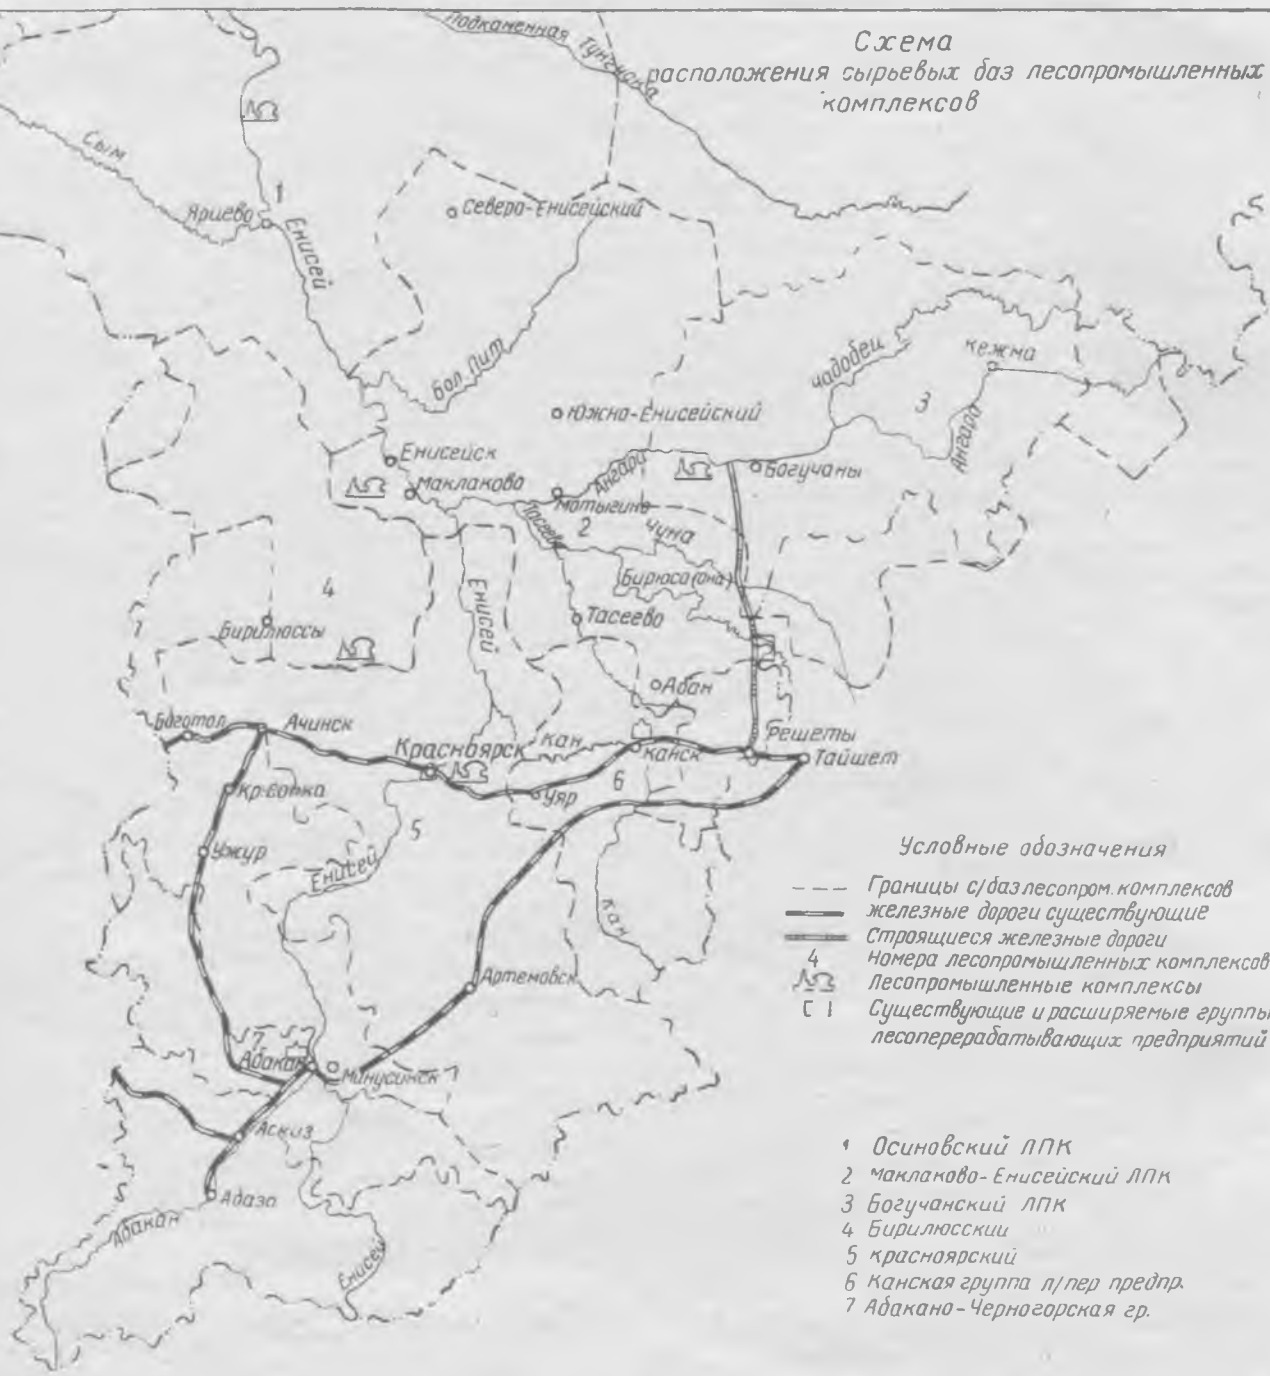 Схема
расположения сырьевых баз лесопромышленных
комплексов
Подкаменная Тунгуска
Сым
1
Ярцево
Енисей
Северо-Енисейский
Бол. Пит
Чадобец
Кежма
3
Ангара
Южно-Енисейский
Енисейск
Маклаково
Ангара
Богучаны
Мотыгино
Тасеева
2
Чуна
Бирюса (она)
4
Енисей
Бирилюссы
Тасеево
Абан
Боготол
Ачинск
Красноярск
Кан
Канск
Решеты
Тайшет
Кр. Сопка
Уяр
6
5
Ужур
Енисей
Кан
Артемовск
7
Абакан
Минусинск
Аскиз
Абаза
Абакан
Енисей
Условные обозначения
Границы с/баз лесопром. комплексов
железные дороги существующие
Строящиеся железные дороги
4 Номера лесопромышленных комплексов
Лесопромышленные комплексы
Существующие и расширяемые группы
лесоперерабатывающих предприятий
1 Осиновский ЛПК
2 Маклаково-Енисейский ЛПК
3 Богучанский ЛПК
4 Бирилюсский
5 красноярский
6 Канская группа л/пер предпр.
7 Абакано-Черногорская гр.